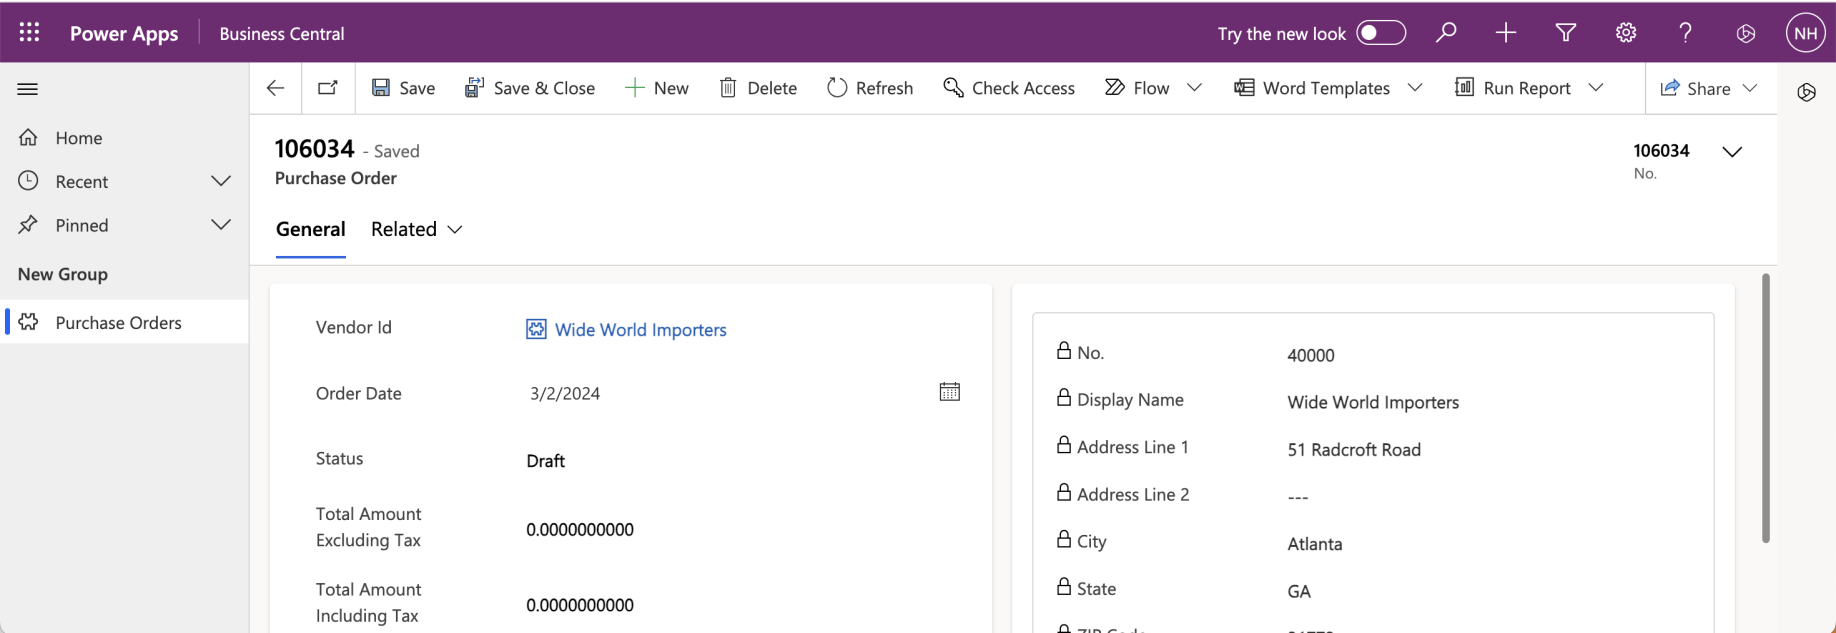 Power Apps
Business Central
Try the new look
NH
Save
Save & Close
New
Delete
Refresh
Check Access
Flow
Word Templates
Run Report
Share
Home
Recent
Pinned
New Group
Purchase Orders
106034 - Saved
Purchase Order
106034
No.
General
Related
Vendor Id
Wide World Importers
Order Date
3/2/2024
Status
Draft
Total Amount
Excluding Tax
0.0000000000
Total Amount
Including Tax
0.0000000000
No.
40000
Display Name
Wide World Importers
Address Line 1
51 Radcroft Road
Address Line 2
---
City
Atlanta
State
GA